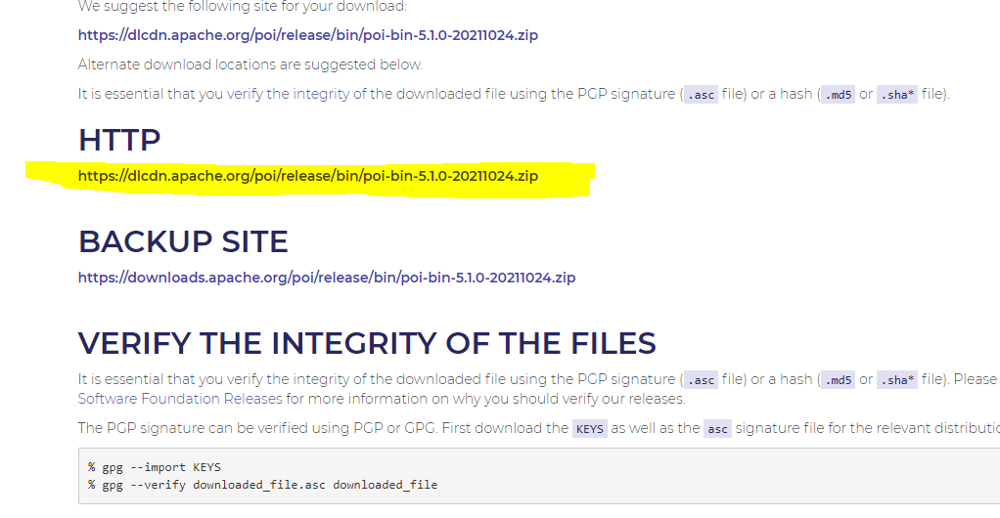 We suggest the following site for your download:
https://dlcdn.apache.org/poi/release/bin/poi-bin-5.1.0-20211024.zip
Alternate download locations are suggested below.
It is essential that you verify the integrity of the downloaded file using the PGP signature (.asc file) or a hash (.md5 or .sha* file).
HTTP
https://dlcdn.apache.org/poi/release/bin/poi-bin-5.1.0-20211024.zip
BACKUP SITE
https://downloads.apache.org/poi/release/bin/poi-bin-5.1.0-20211024.zip
VERIFY THE INTEGRITY OF THE FILES
It is essential that you verify the integrity of the downloaded file using the PGP signature (.asc file) or a hash (.md5 or .sha* file). Please
Software Foundation Releases for more information on why you should verify our releases.
The PGP signature can be verified using PGP or GPG. First download the KEYS as well as the asc signature file for the relevant distributio
% gpg --import KEYS
% gpg --verify downloaded_file.asc downloaded_file